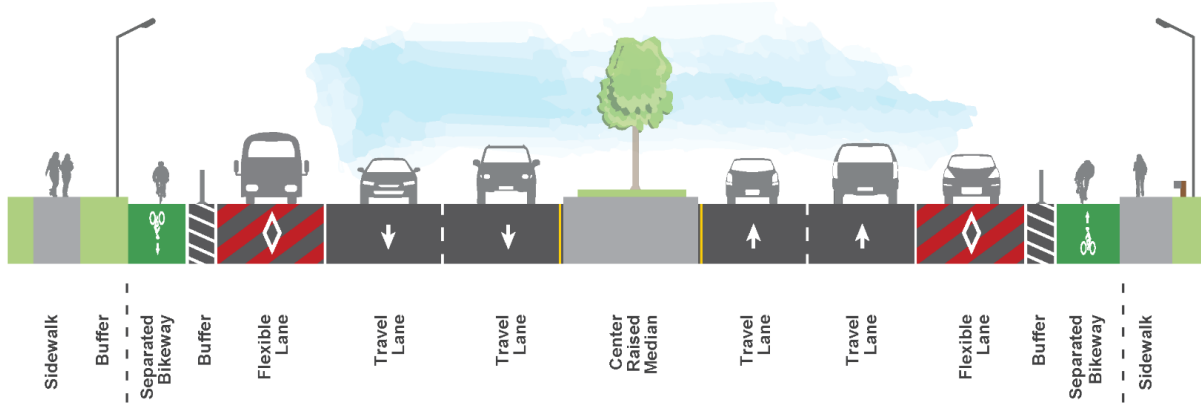 Sidewalk
Buffer
Separated
Bikeway
Buffer
Flexible
Lane
Travel
Lane
Travel
Lane
Center
Raised
Median
Travel
Lane
Travel
Lane
Flexible
Lane
Buffer
Separated
Bikeway
Sidewalk